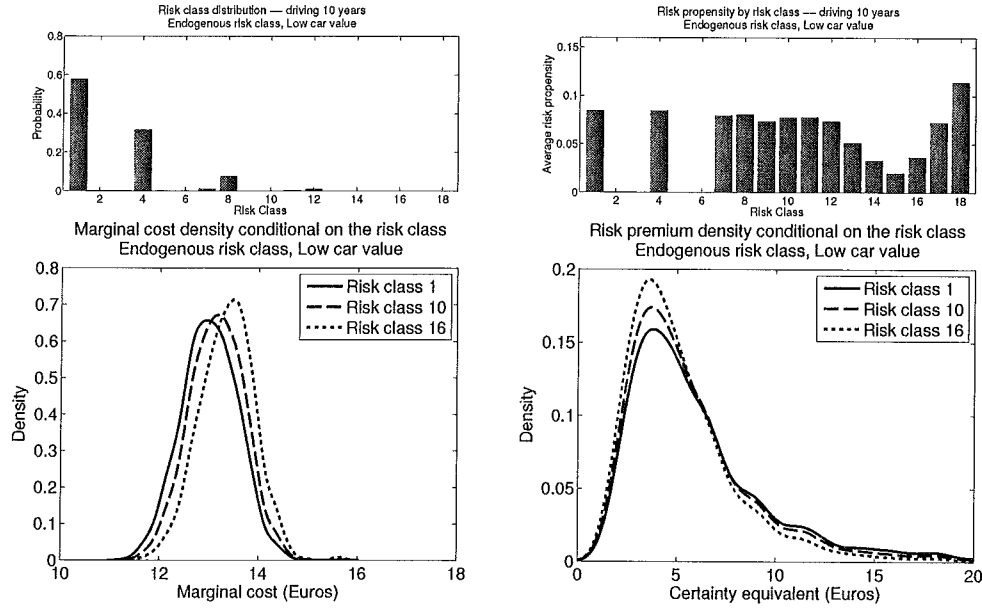 Risk class distribution — driving 10 years
Endogenous risk class, Low car value
0.8
0.6
0.4
0.2
0
Probability
2 4 6 8 10 12 14 16 18
Risk Class
Risk propensity by risk class –– driving 10 years
Endogenous risk class, Low car value
0.15
0.1
0.05
0
Average risk propensity
2 4 6 8 10 12 14 16 18
Risk Class
Marginal cost density conditional on the risk class
Endogenous risk class, Low car value
0.8
0.7
0.6
0.5
0.4
0.3
0.2
0.1
0
Density
Risk class 1
Risk class 10
Risk class 16
10 12 14 16 18
Marginal cost (Euros)
Risk premium density conditional on the risk class
Endogenous risk class, Low car value
0.2
0.15
0.1
0.05
0
Density
Risk class 1
Risk class 10
Risk class 16
0 5 10 15 20
Certainty equivalent (Euros)